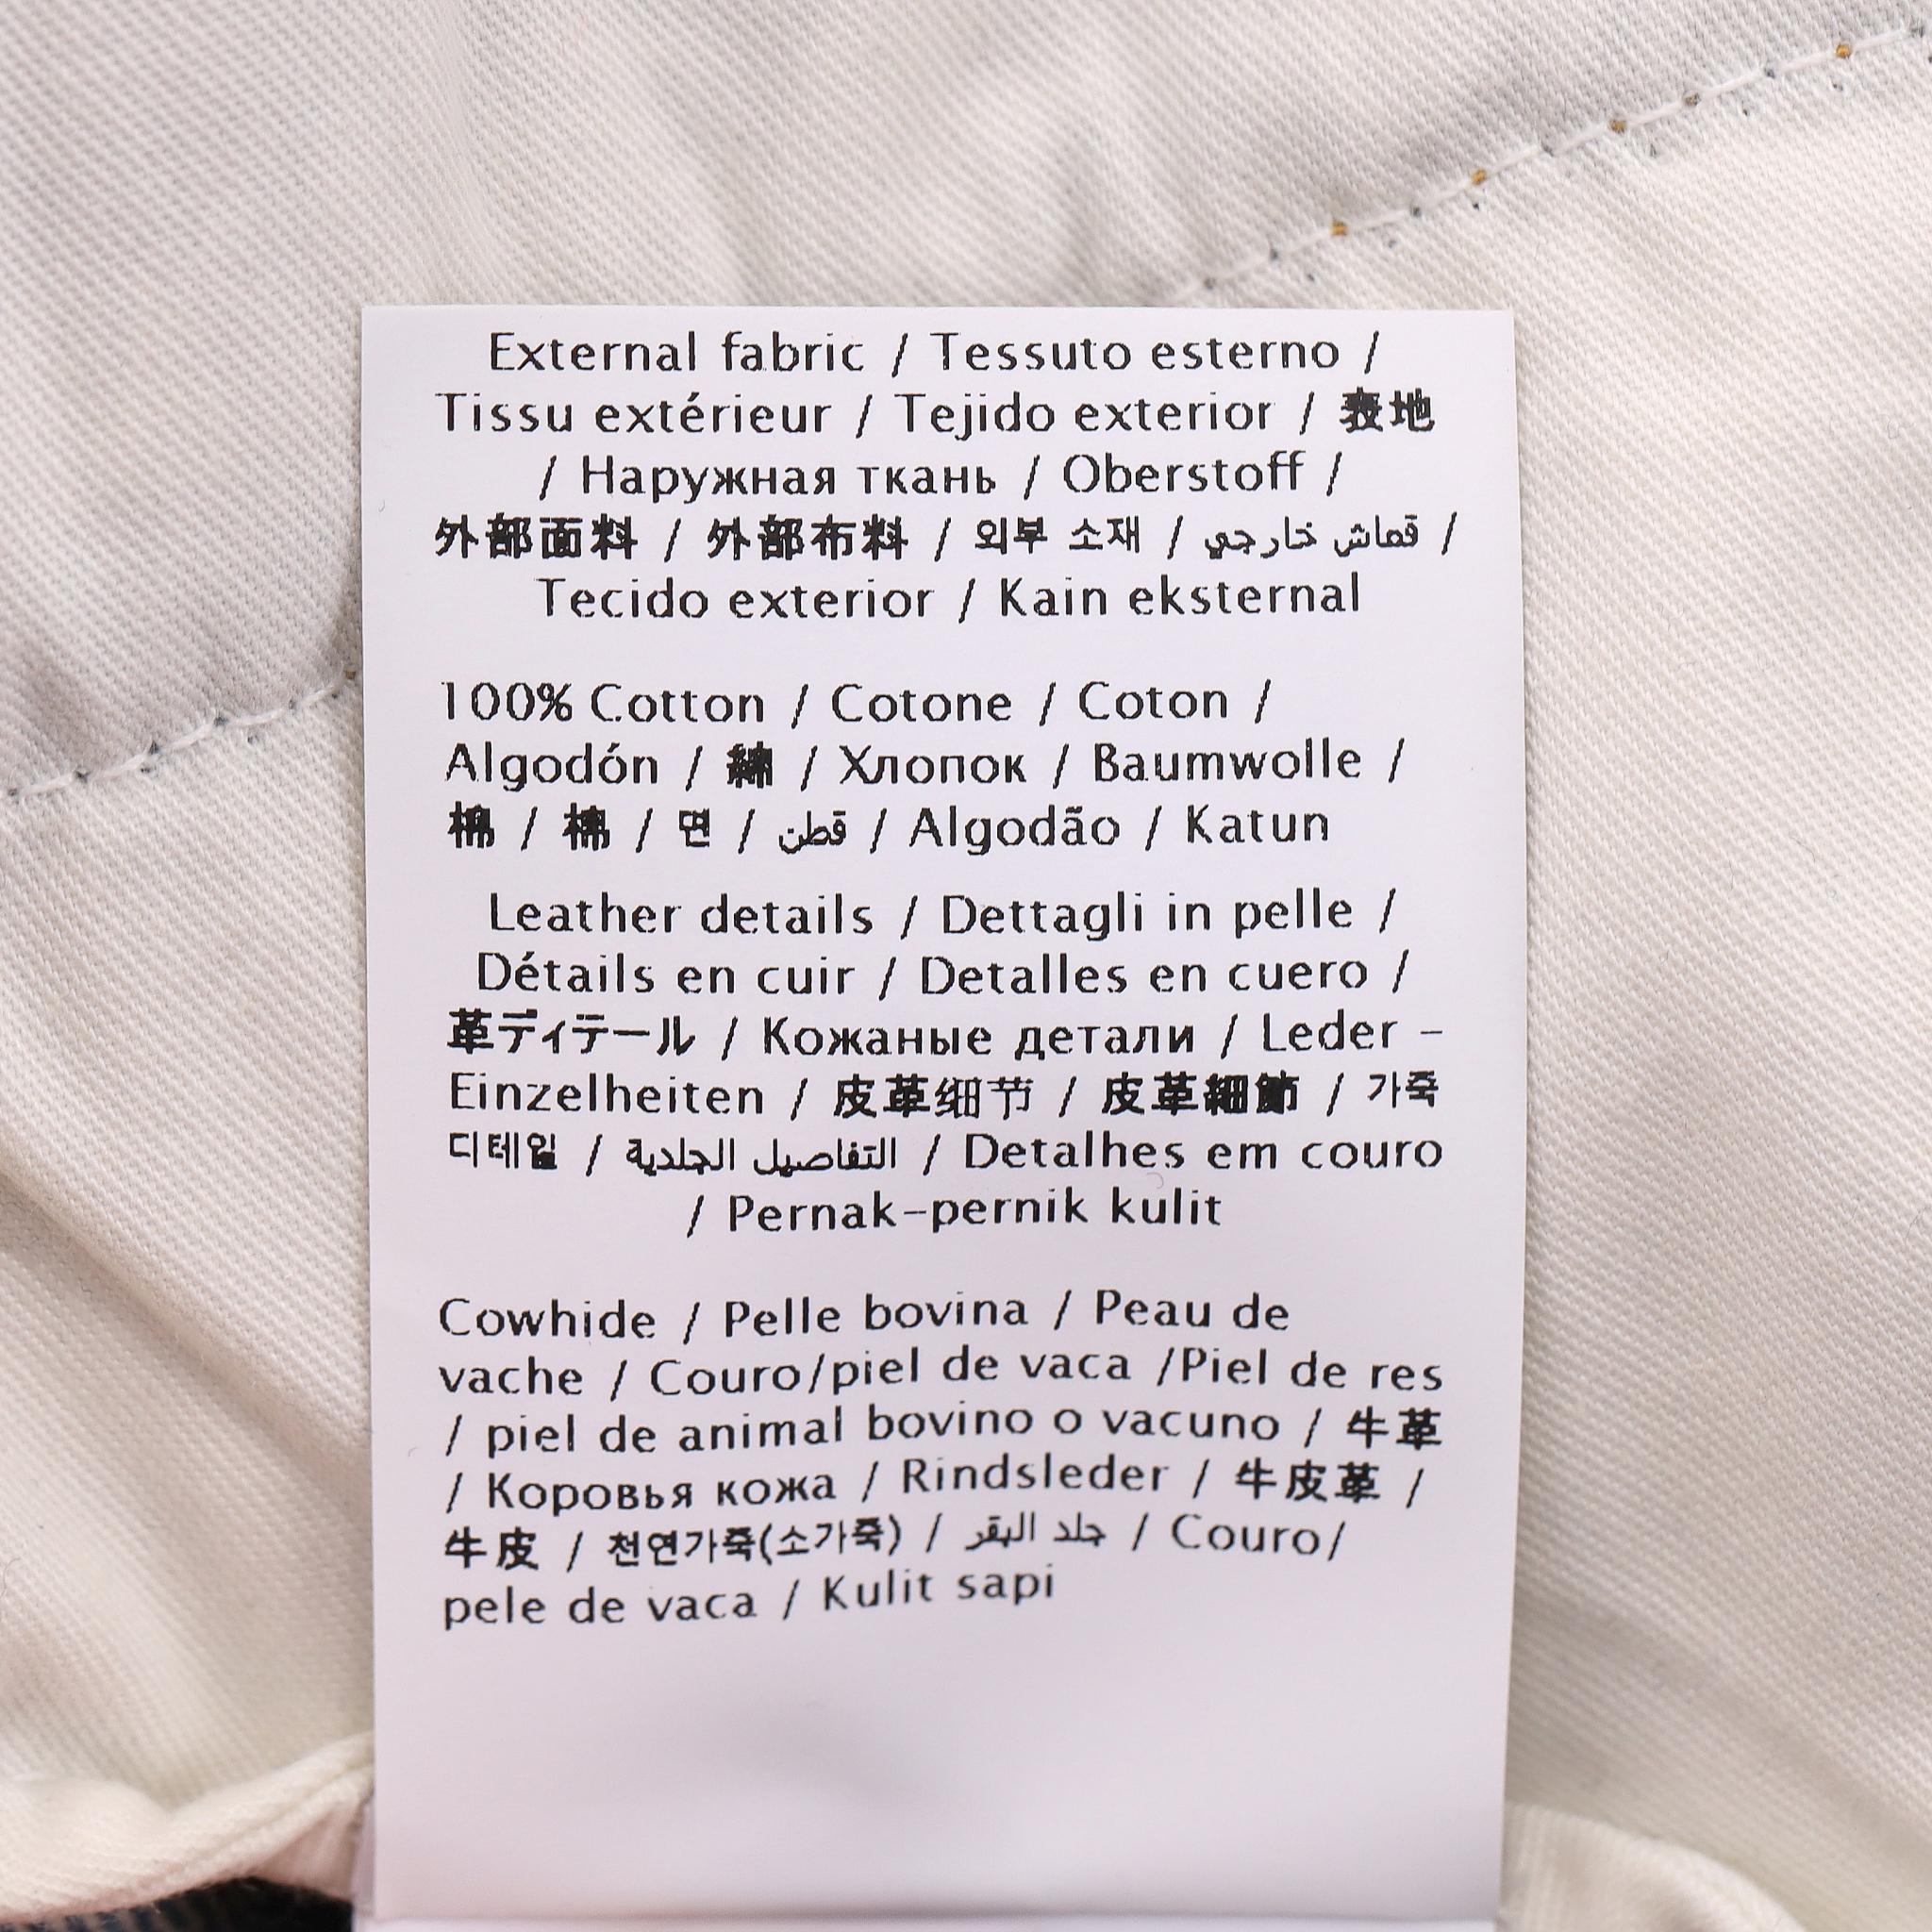 External fabric / Tessuto esterno /
Tissu extérieur / Tejido exterior / 表地
/ Наружная ткань / Oberstoff /
外部面料 / 外部布料 / 외부 소재 / قماش خارجي /
Tecido exterior / Kain eksternal
100% Cotton / Cotone / Coton /
Algodón / 綿 / Хлопок / Baumwolle /
棉 / 棉 / 면 / قطن / Algodão / Katun
Leather details / Dettagli in pelle /
Détails en cuir / Detalles en cuero /
革ディテール / Кожаные детали / Leder –
Einzelheiten / 皮革细节 / 皮革細節 / 가죽
디테일 / التفاصيل الجلدية / Detalhes em couro
/ Pernak–pernik kulit
Cowhide / Pelle bovina / Peau de
vache / Couro/piel de vaca /Piel de res
/ piel de animal bovino o vacuno / 牛革
/ Коровья кожа / Rindsleder / 牛皮革 /
牛皮 / 천연가죽(소가죽) / جلد البقر / Couro/
pele de vaca / Kulit sapi